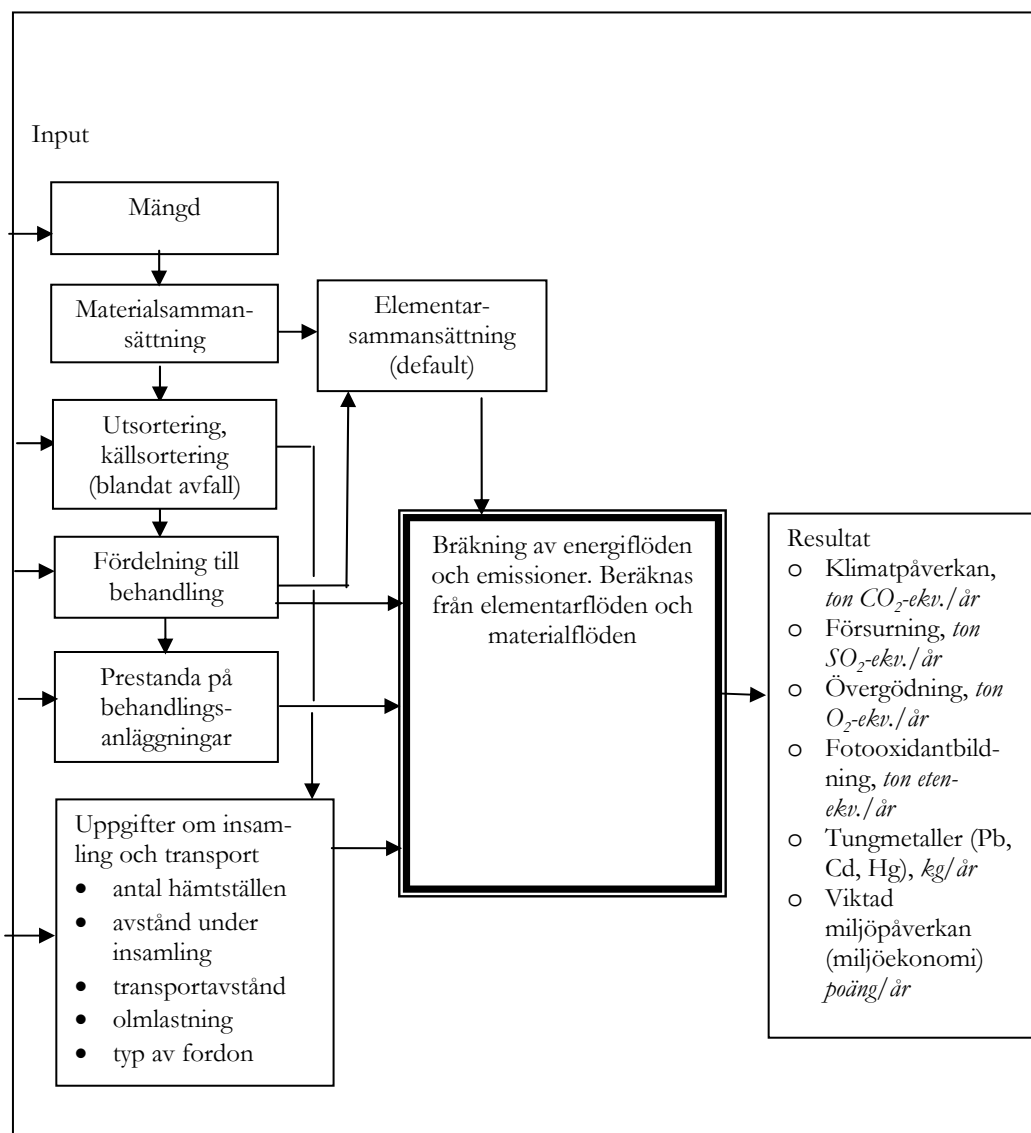 Input
Mängd
Materialsamman-
sättning
Elementar-
sammansättning
(default)
Utsortering,
källsortering
(blandat avfall)
Fördelning till
behandling
Prestanda på
behandlings-
anläggningar
Uppgifter om insam-
ling och transport
• antal hämtställen
• avstånd under
insamling
• transportavstånd
• olmlastning
• typ av fordon
Bräkning av energiflöden
och emissioner. Beräknas
från elementarflöden och
materialflöden
Resultat
o Klimatpåverkan,
ton CO₂-ekv./år
o Försurning, ton
SO₂-ekv./år
o Övergödning, ton
O₂-ekv./år
o Fotooxidantbild-
ning, ton eten-
ekv./år
o Tungmetaller (Pb,
Cd, Hg), kg/år
o Viktad
miljöpåverkan
(miljöekonomi)
poäng/år